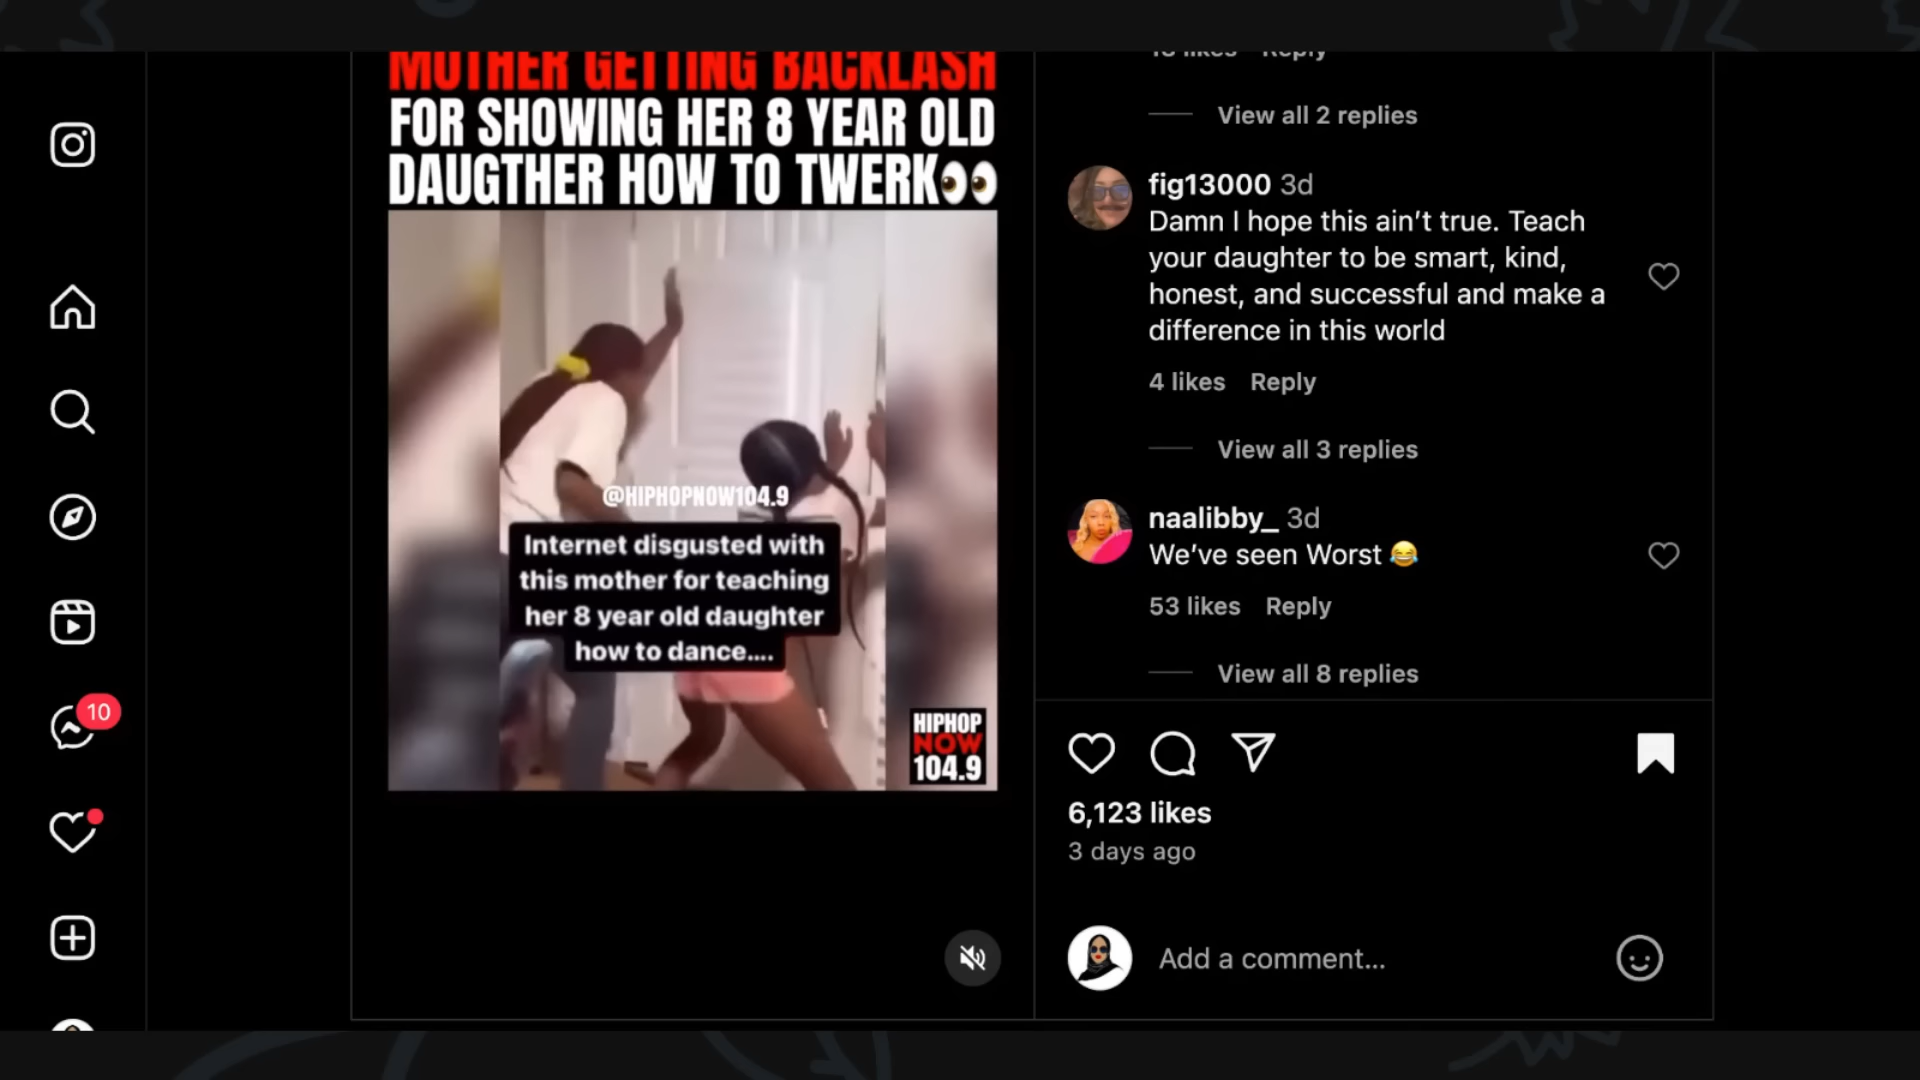 MOTHER GETTING BACKLASH
FOR SHOWING HER 8 YEAR OLD
DAUGTHER HOW TO TWERK👀
@HIPHOPNOW104.9
Internet disgusted with
this mother for teaching
her 8 year old daughter
how to dance....
HIPHOP
NOW
104.9
10
likes Reply
View all 2 replies
fig13000 3d
Damn I hope this ain’t true. Teach
your daughter to be smart, kind,
honest, and successful and make a
difference in this world
4 likes Reply
View all 3 replies
naalibby_ 3d
We’ve seen Worst 😂
53 likes Reply
View all 8 replies
6,123 likes
3 days ago
Add a comment...